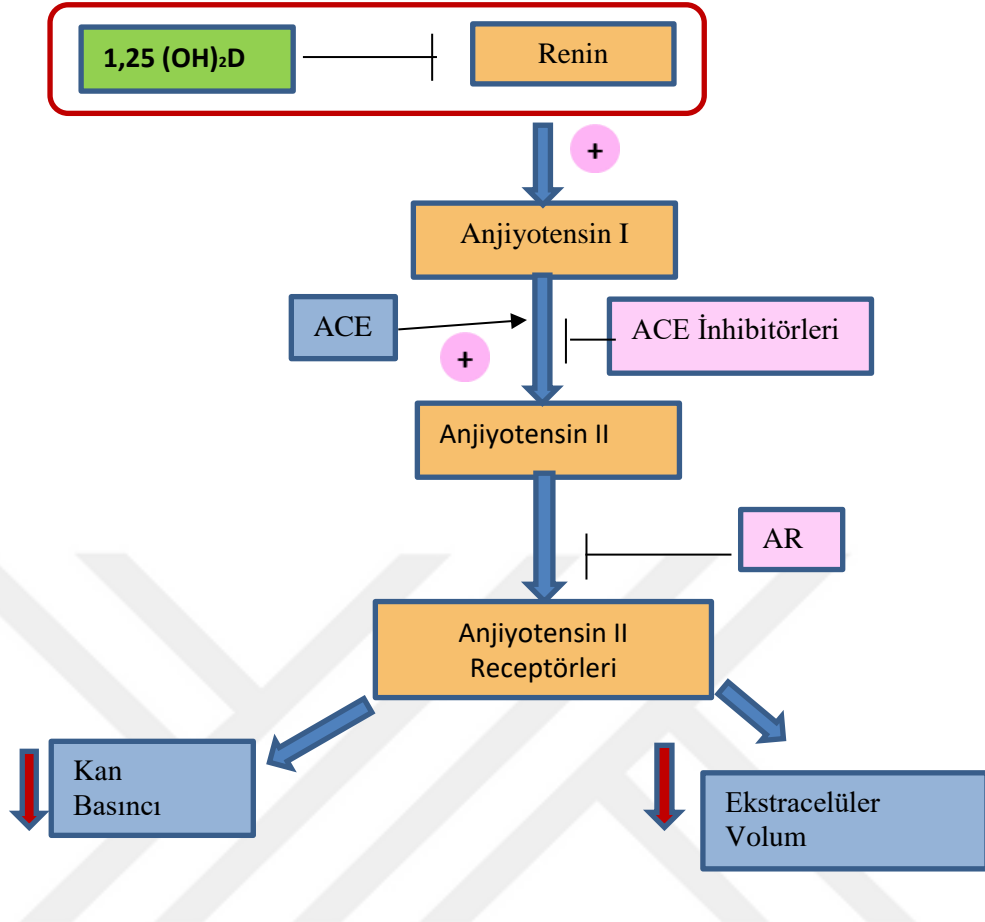 1,25 (OH)₂D
Renin
+
Anjiyotensin I
ACE
ACE İnhibitörleri
+
Anjiyotensin II
AR
Anjiyotensin II
Receptörleri
Kan
Basıncı
Ekstracelüler
Volum